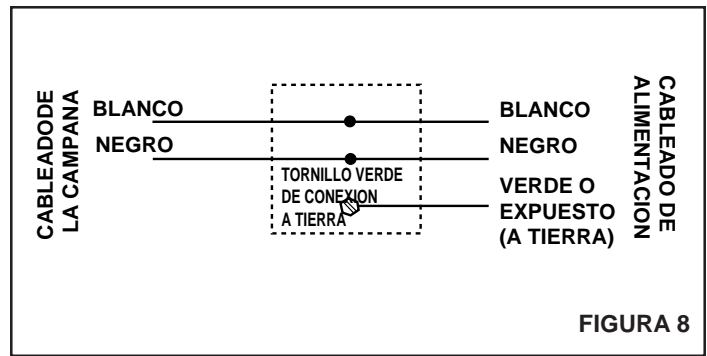 CABLEADODE
LA CAMPANA
BLANCO
NEGRO
TORNILLO VERDE
DE CONEXION
A TIERRA
BLANCO
NEGRO
VERDE O
EXPUESTO
(A TIERRA)
CABLEADO DE
ALIMENTACION
FIGURA 8